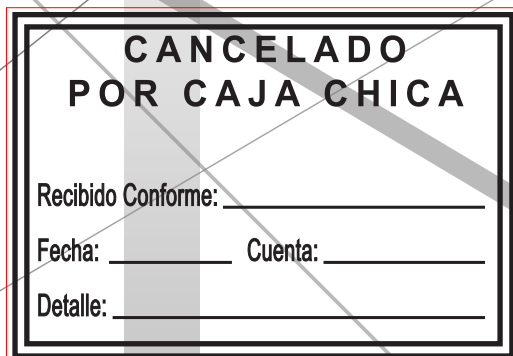 CANCELADO
POR CAJA CHICA
Recibido Conforme:
Fecha: Cuenta:
Detalle: